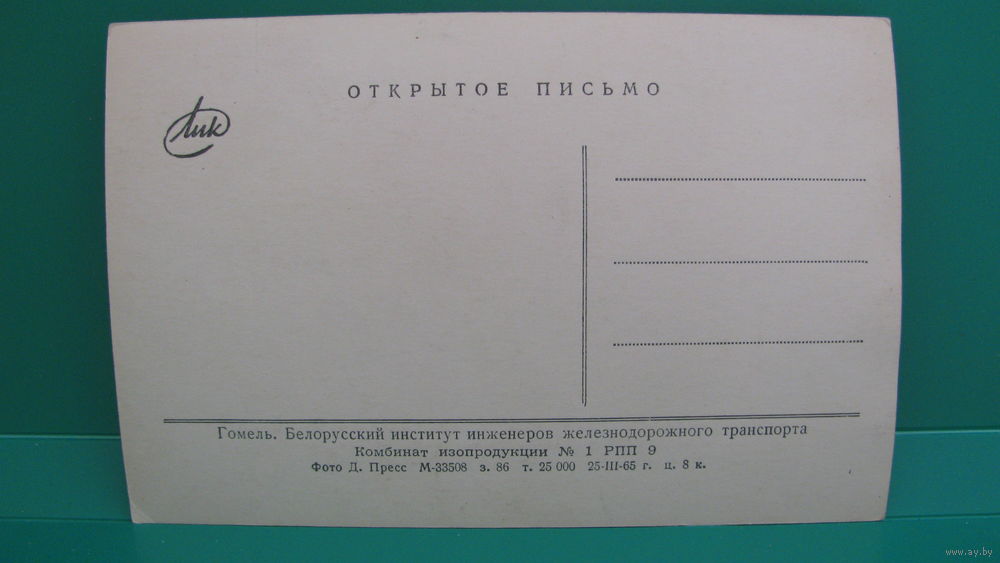 ОТКРЫТОЕ ПИСЬМО
Лик
Гомель. Белорусский институт инженеров железнодорожного транспорта
Комбинат изопродукции № 1 РПП 9
Фото Д. Пресс М-33508 з. 86 т. 25 000 25-III-65 г. ц. 8 к.
www.ay.by